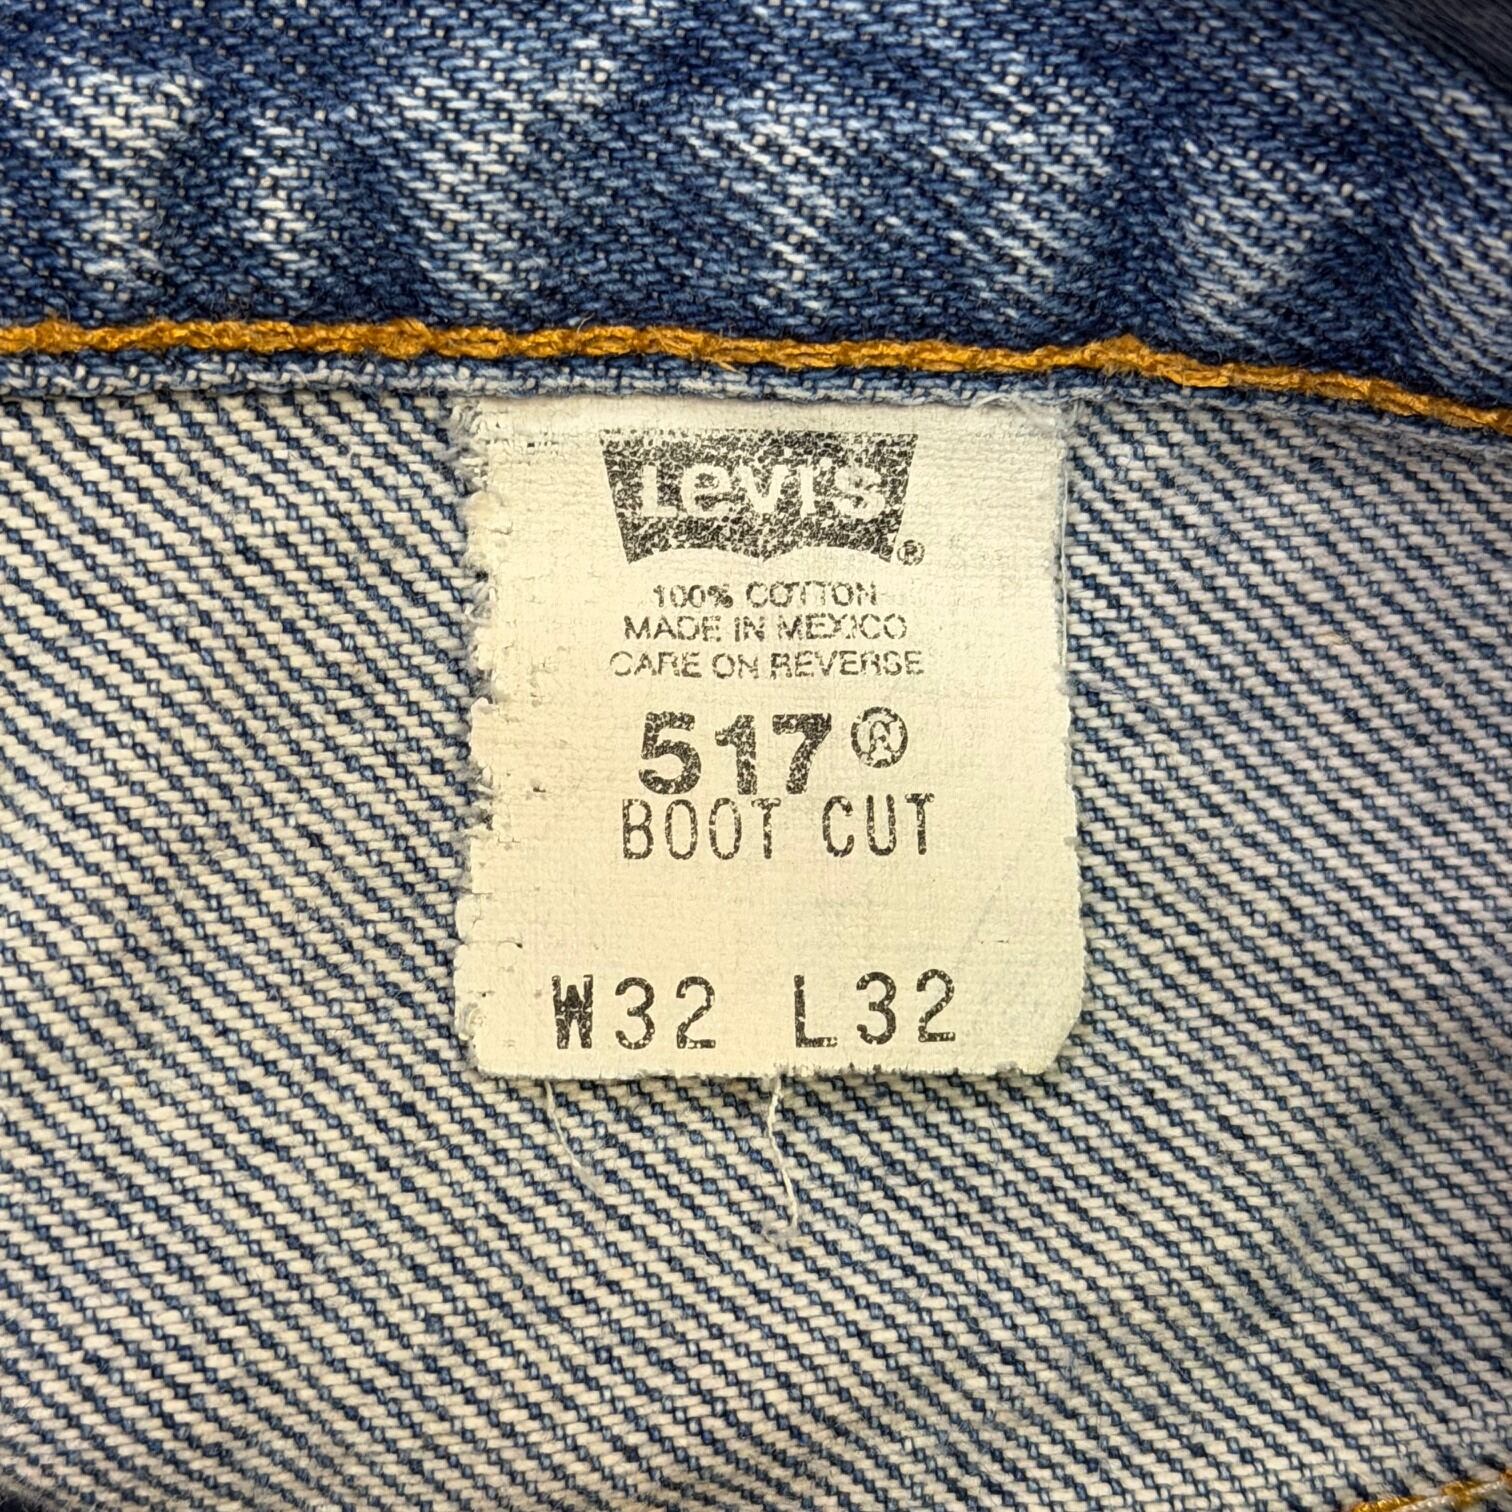 Levi's®
100% COTTON
MADE IN MEXICO
CARE ON REVERSE
517®
BOOT CUT
W32 L32